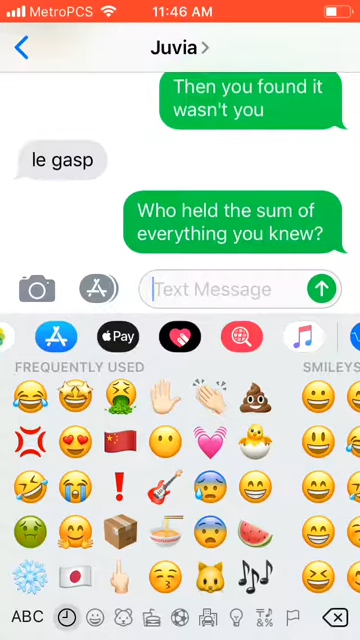 MetroPCS 11:46 AM
Juvia
Then you found it
wasn't you
le gasp
Who held the sum of
everything you knew?
Text Message
Pay
FREQUENTLY USED SMILEYS
ABC